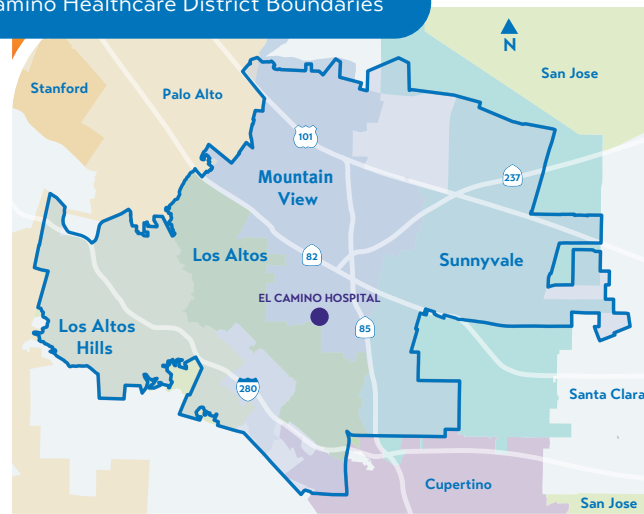 Camino Healthcare District Boundaries
N
San Jose
Stanford
Palo Alto
101
237
Mountain
View
Los Altos
82
Sunnyvale
EL CAMINO HOSPITAL
Los Altos
Hills
85
280
Santa Clara
Cupertino
San Jose